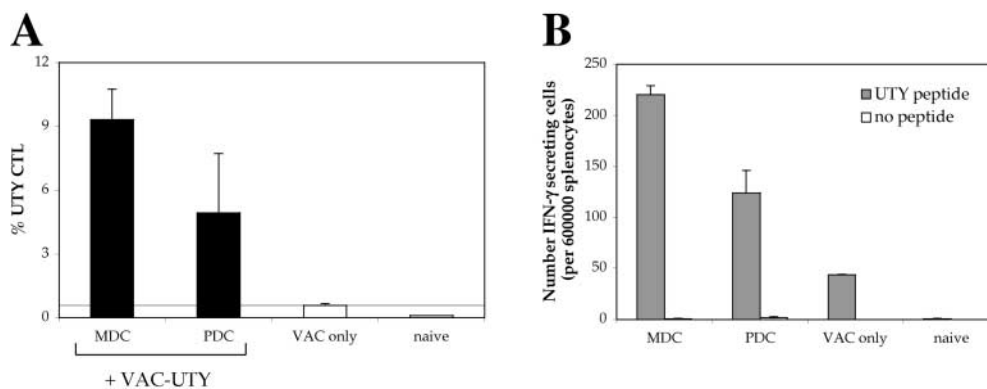 A
12
9
6
3
0
% UTY CTL
MDC PDC VAC only naive
+ VAC-UTY
B
250
200
150
100
50
0
Number IFN-γ secreting cells
(per 600000 splenocytes)
UTY peptide
no peptide
MDC PDC VAC only naive